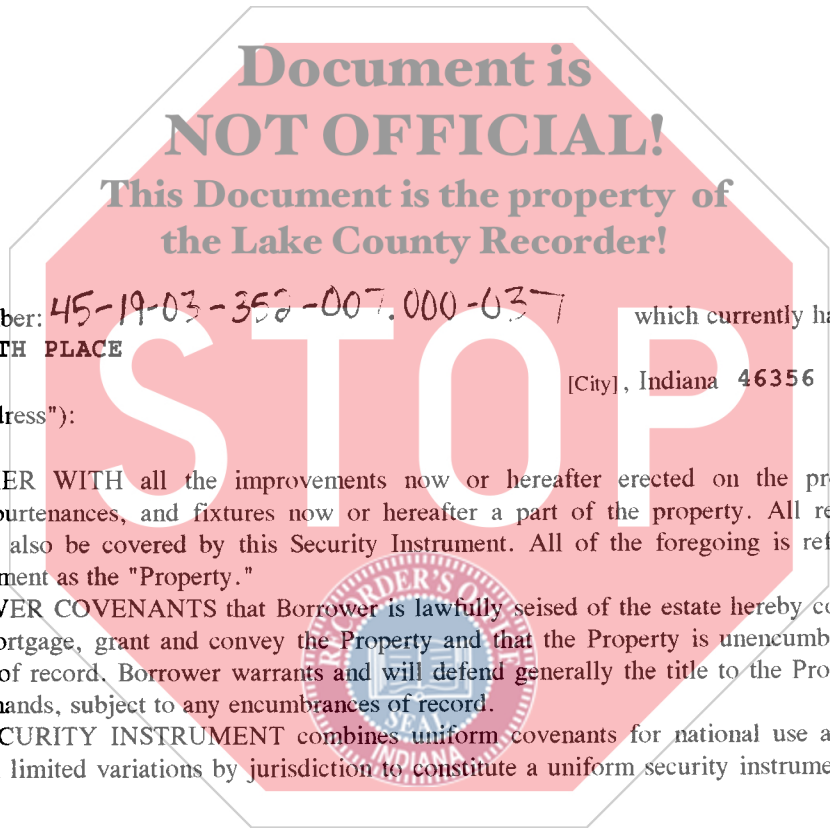 Document is
NOT OFFICIAL!
This Document is the property of
the Lake County Recorder!
ber: 45-19-03-352-007.000-037 which currently ha
TH PLACE
[City], Indiana 46356
dress"):
STOP
ER WITH all the improvements now or hereafter erected on the pr
purtenances, and fixtures now or hereafter a part of the property. All re
also be covered by this Security Instrument. All of the foregoing is ref
ment as the "Property."
VER COVENANTS that Borrower is lawfully seised of the estate hereby co
ortgage, grant and convey the Property and that the Property is unencumb
of record. Borrower warrants and will defend generally the title to the Pro
nands, subject to any encumbrances of record.
CURITY INSTRUMENT combines uniform covenants for national use a
limited variations by jurisdiction to constitute a uniform security instrume
RECORDER'S OFFICE
SEAL
INDIANA